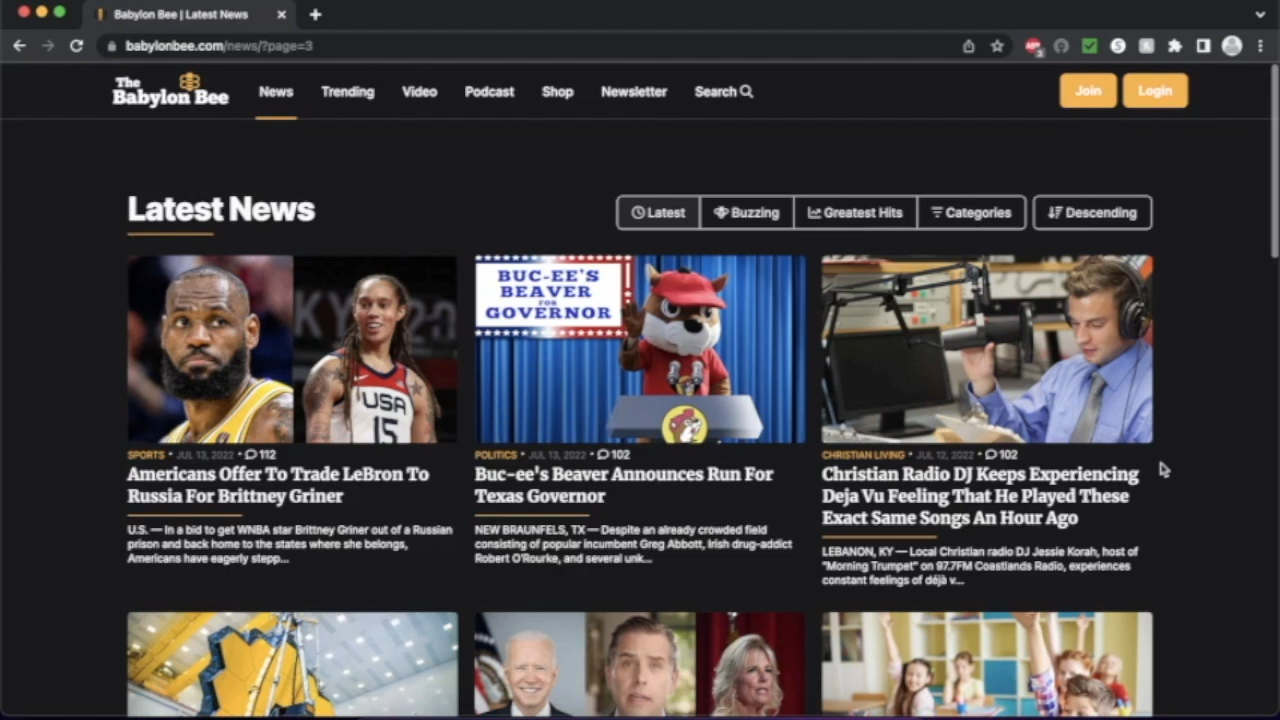 Babylon Bee | Latest News
babylonbee.com/news/?page=3
The
Babylon Bee
News
Trending
Video
Podcast
Shop
Newsletter
Search
Join
Login
Latest News
Latest
Buzzing
Greatest Hits
Categories
Descending
BUC-EE'S
BEAVER
FOR
GOVERNOR
USA
15
SPORTS • JUL 13, 2022 • 112
Americans Offer To Trade LeBron To
Russia For Brittney Griner
U.S. — In a bid to get WNBA star Brittney Griner out of a Russian
prison and back home to the states where she belongs,
Americans have eagerly stepp...
POLITICS • JUL 13, 2022 • 102
Buc-ee's Beaver Announces Run For
Texas Governor
NEW BRAUNFELS, TX — Despite an already crowded field
consisting of popular incumbent Greg Abbott, Irish drug-addict
Robert O'Rourke, and several unk...
CHRISTIAN LIVING • JUL 12, 2022 • 102
Christian Radio DJ Keeps Experiencing
Deja Vu Feeling That He Played These
Exact Same Songs An Hour Ago
LEBANON, KY — Local Christian radio DJ Jessie Korah, host of
"Morning Trumpet" on 97.7FM Coastlands Radio, experiences
constant feelings of déjà v...